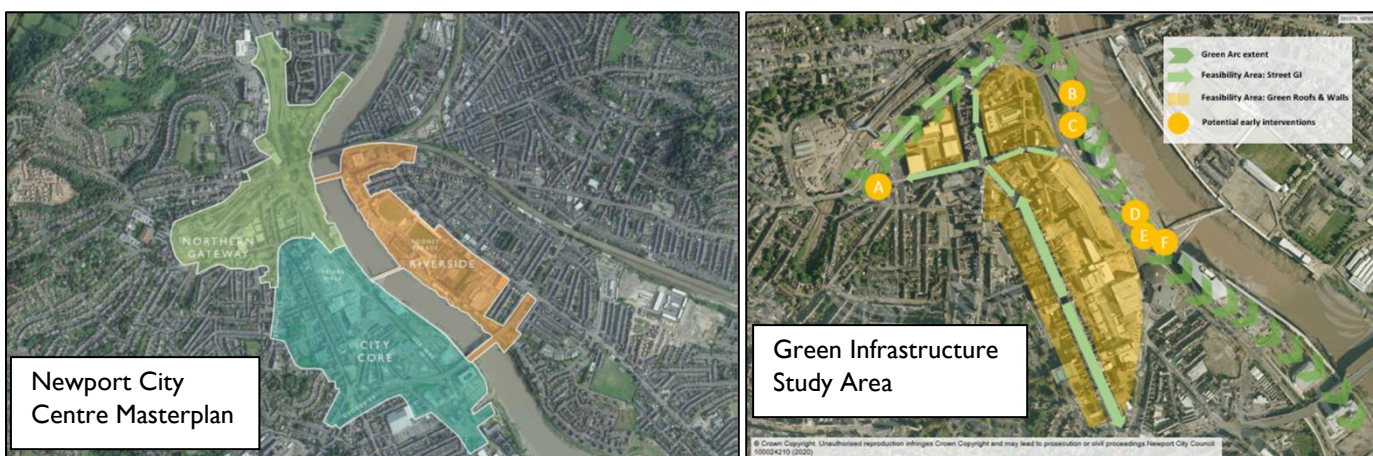 NORTHERN
GATEWAY
RIVERSIDE
CITY
CORE
Newport City
Centre Masterplan
Green Arc extent
Feasibility Area: Street GI
Feasibility Area: Green Roofs & Walls
Potential early interventions
A
B
C
D
E
F
Green Infrastructure
Study Area
© Crown Copyright. Unauthorised reproduction infringes Crown Copyright and may lead to prosecution or civil proceedings Newport City Council
100024210 (2020)